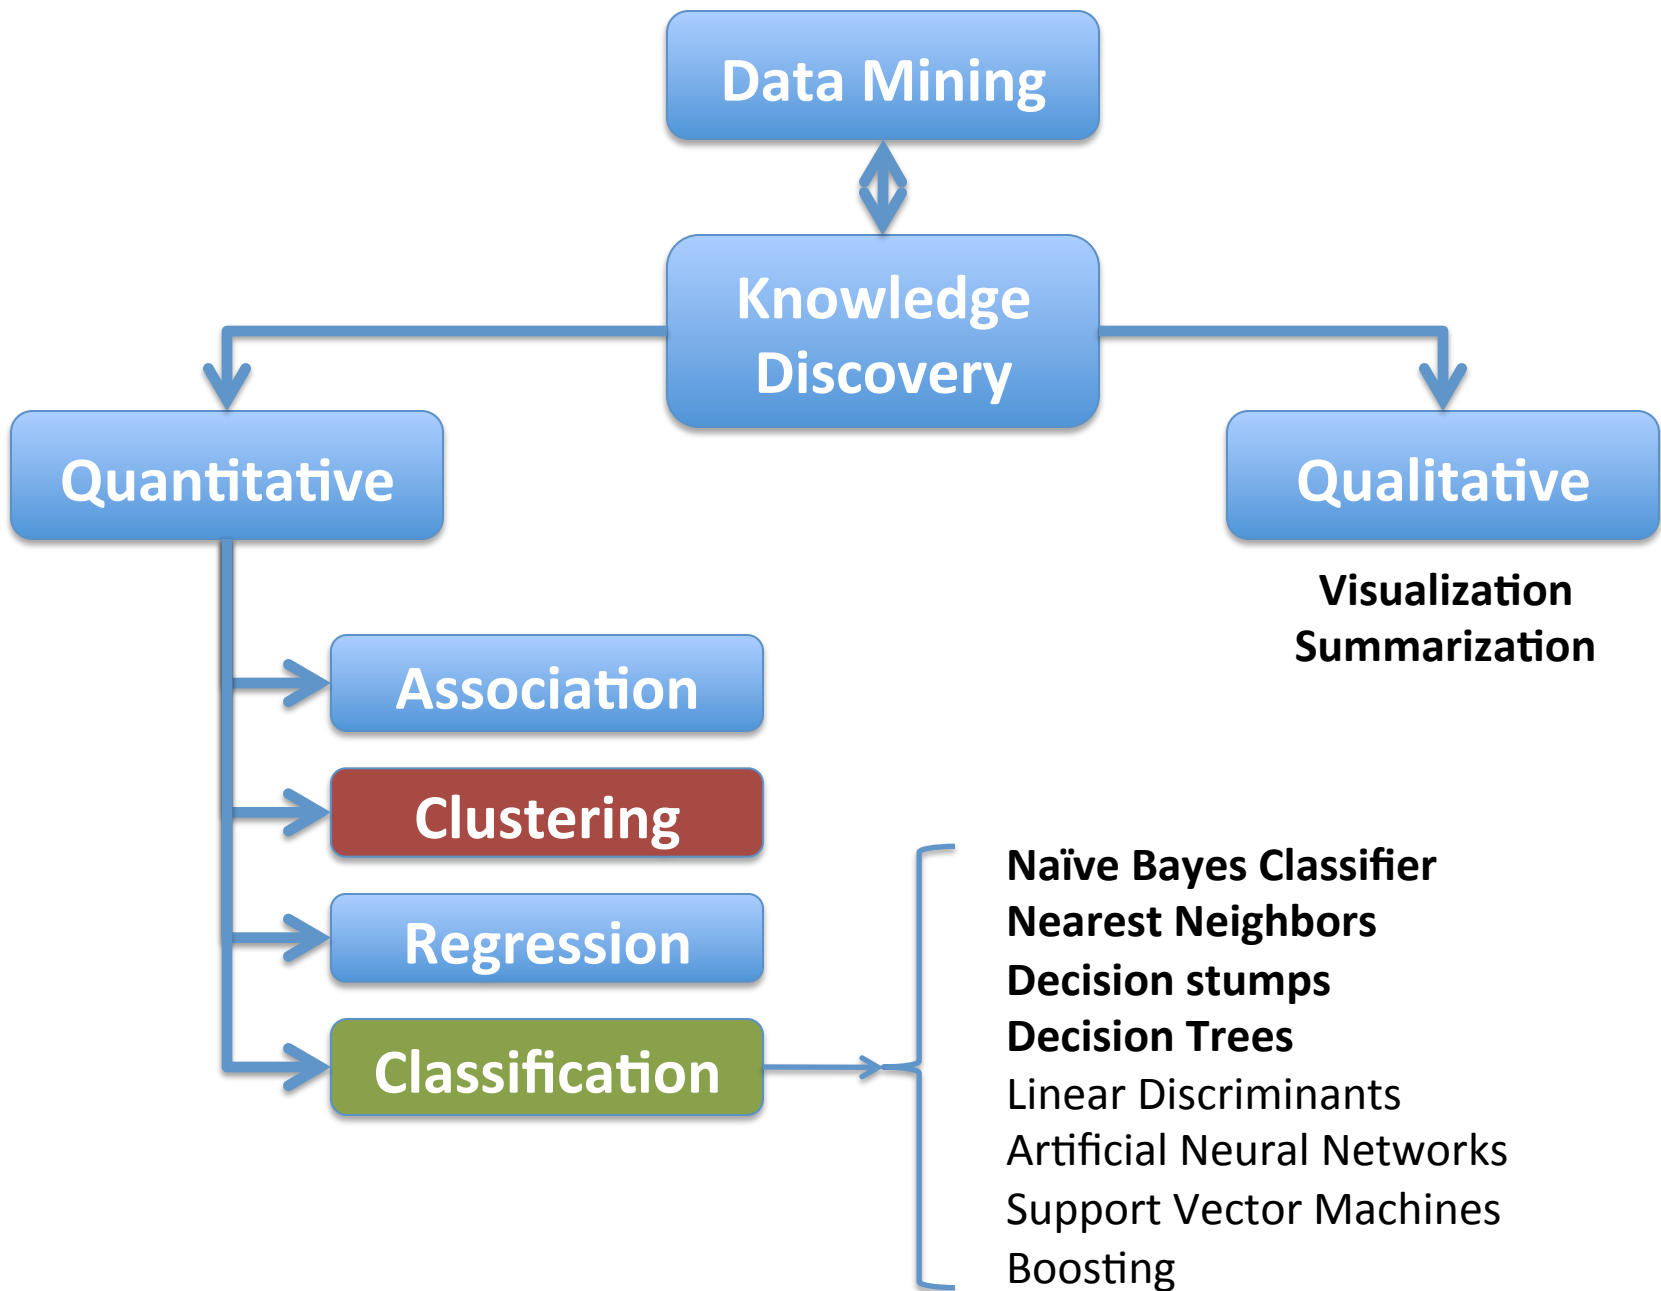 Data Mining
Knowledge
Discovery
Quantitative
Qualitative
Visualization
Summarization
Association
Clustering
Regression
Classification
Naïve Bayes Classifier
Nearest Neighbors
Decision stumps
Decision Trees
Linear Discriminants
Artificial Neural Networks
Support Vector Machines
Boosting